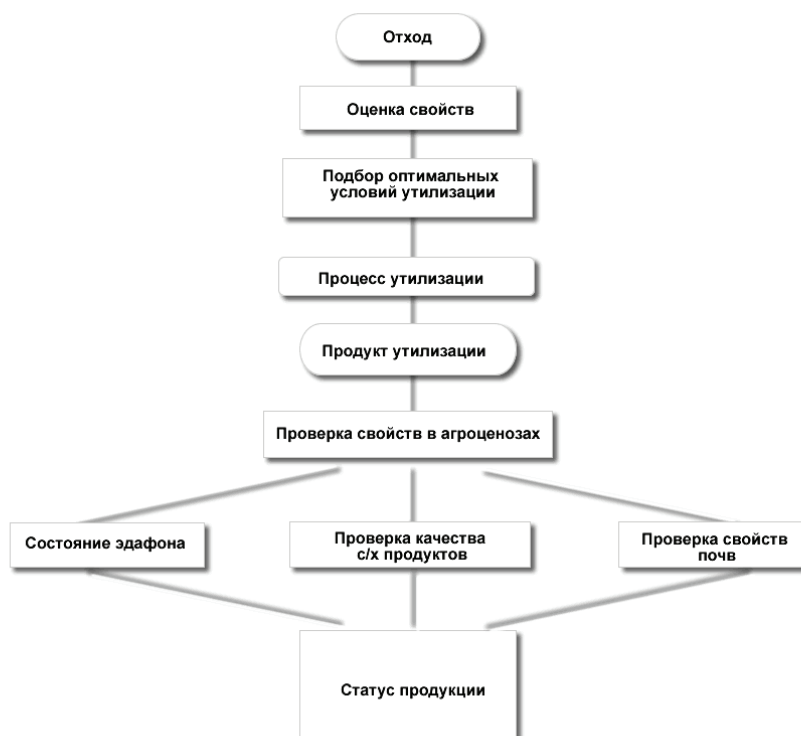 Отход
Оценка свойств
Подбор оптимальных
условий утилизации
Процесс утилизации
Продукт утилизации
Проверка свойств в агроценозах
Состояние эдафона
Проверка качества
с/х продуктов
Проверка свойств
почв
Статус продукции